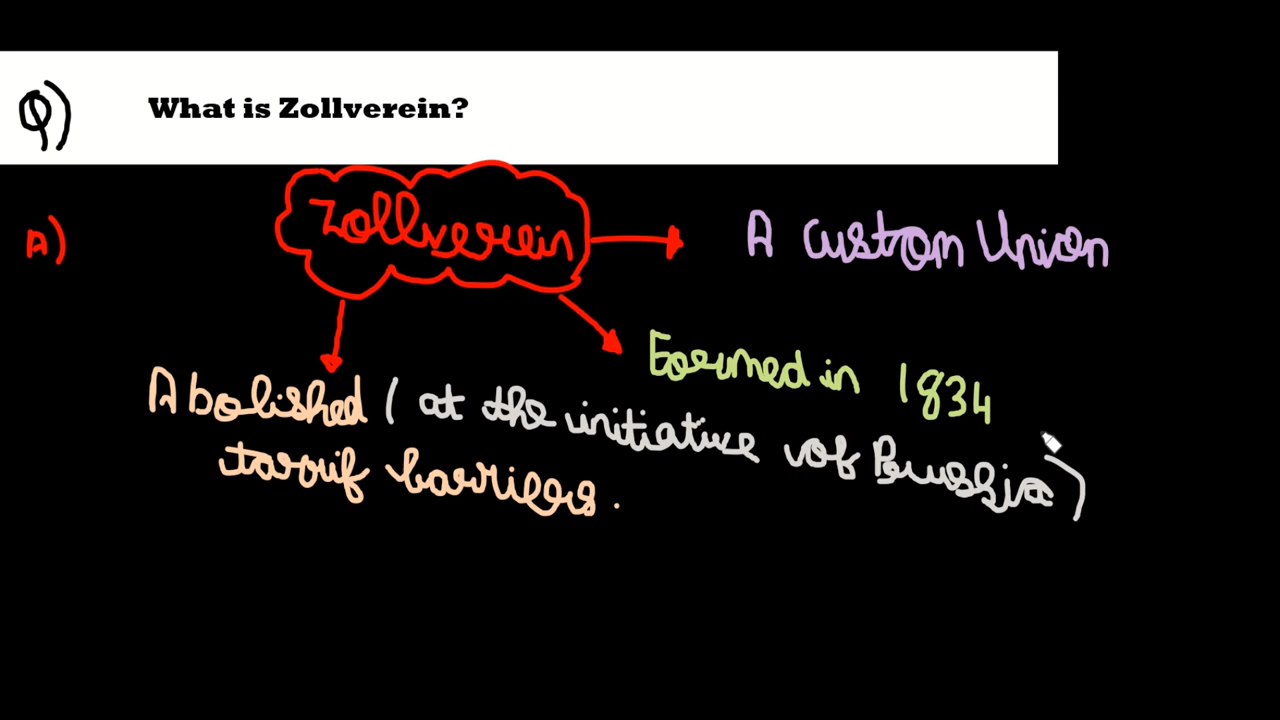 Q) What is Zollverein?
A) Zollverein A custom Union
Formed in 1834
Abolished (at the initiative of Prussia)
tarrif barriers.